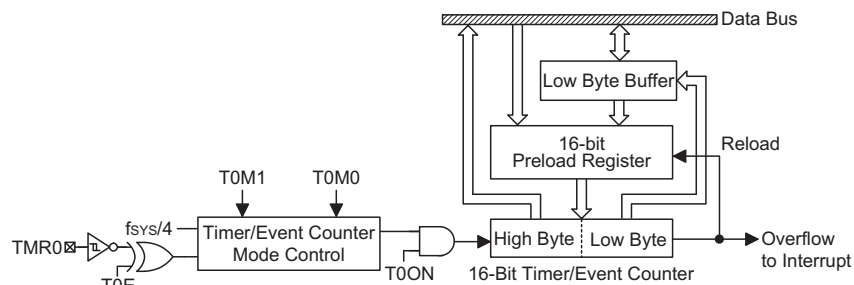 Data Bus
Low Byte Buffer
16-bit
Preload Register
Reload
T0M1
T0M0
fSYS/4
Timer/Event Counter
Mode Control
TMR0
T0ON
High Byte
Low Byte
Overflow
to Interrupt
16-Bit Timer/Event Counter